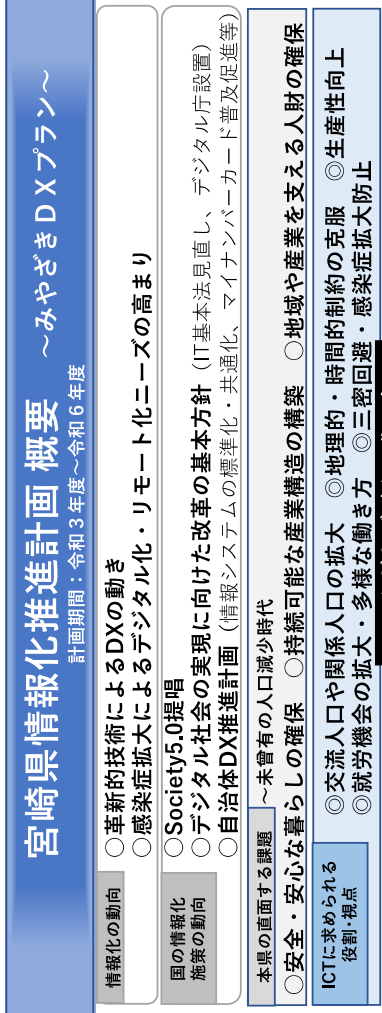 宮崎県情報化推進計画 概要 ～みやざきＤＸプラン～
計画期間：令和３年度～令和６年度
情報化の動向
○革新的技術によるDXの動き
○感染症拡大によるデジタル化・リモート化ニーズの高まり
国の情報化
施策の動向
○Society5.0提唱
○デジタル社会の実現に向けた改革の基本方針（IT基本法見直し、デジタル庁設置）
○自治体DX推進計画（情報システムの標準化・共通化、マイナンバーカード普及促進等）
本県の直面する課題 ～未曾有の人口減少時代
○安全・安心な暮らしの確保 ○持続可能な産業構造の構築 ○地域や産業を支える人財の確保
ICTに求められる
役割・視点
◎交流人口や関係人口の拡大 ◎地理的・時間的制約の克服 ◎生産性向上
◎就労機会の拡大・多様な働き方 ◎三密回避・感染症拡大防止